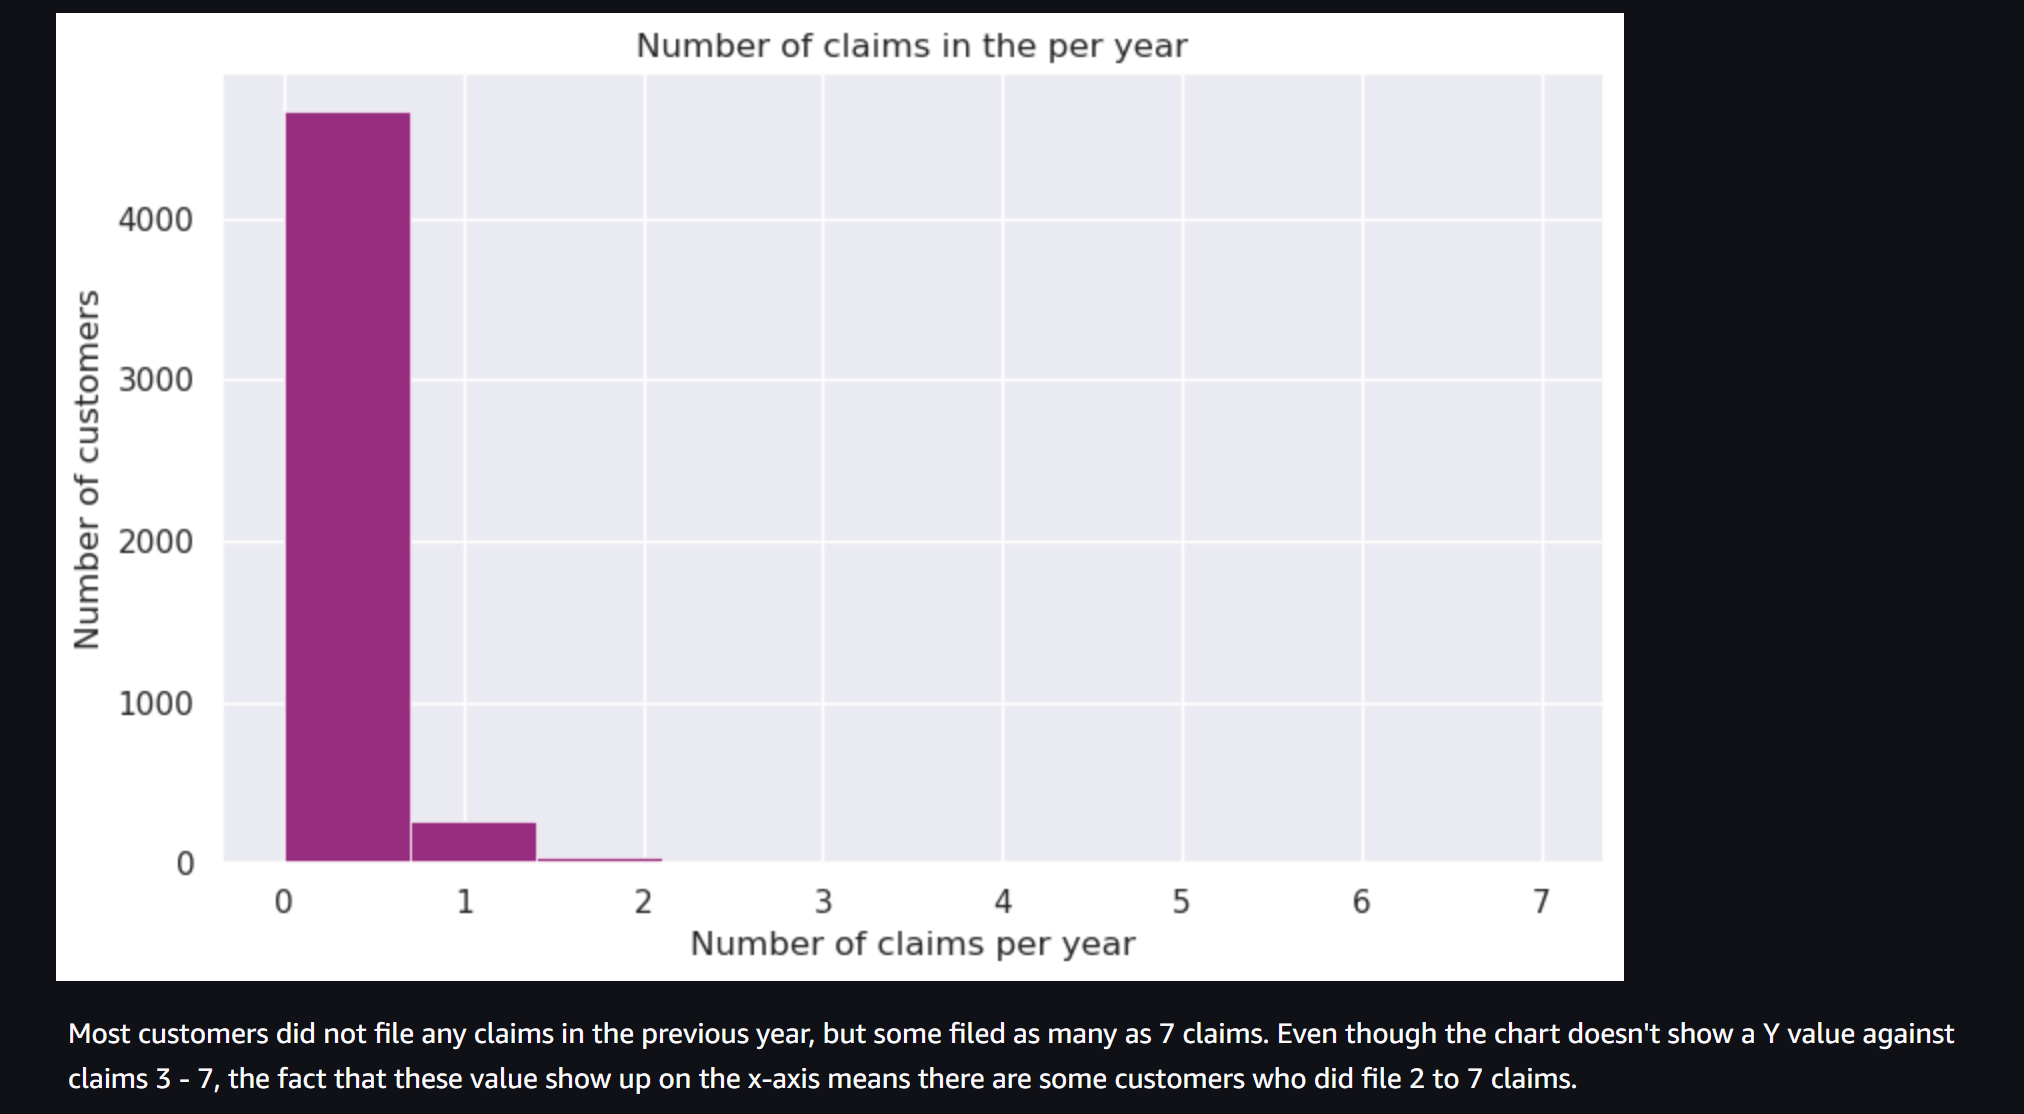 Number of claims in the per year
Number of customers
4000
3000
2000
1000
0
0 1 2 3 4 5 6 7
Number of claims per year
Most customers did not file any claims in the previous year, but some filed as many as 7 claims. Even though the chart doesn't show a Y value against
claims 3 - 7, the fact that these value show up on the x-axis means there are some customers who did file 2 to 7 claims.